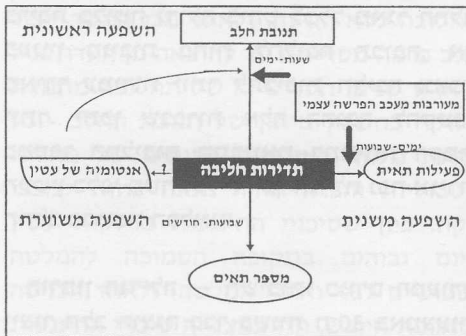 תנובת חלב
השפעה ראשונית
שעות-ימים
מעורבות מעכב הפרשה עצמי
ימים-שבועות
פעילות תאית
תדירות חליבה
?
אנטומיה של עטין
השפעה משנית
שבועות-חודשים
השפעה משוערת
מספר תאים